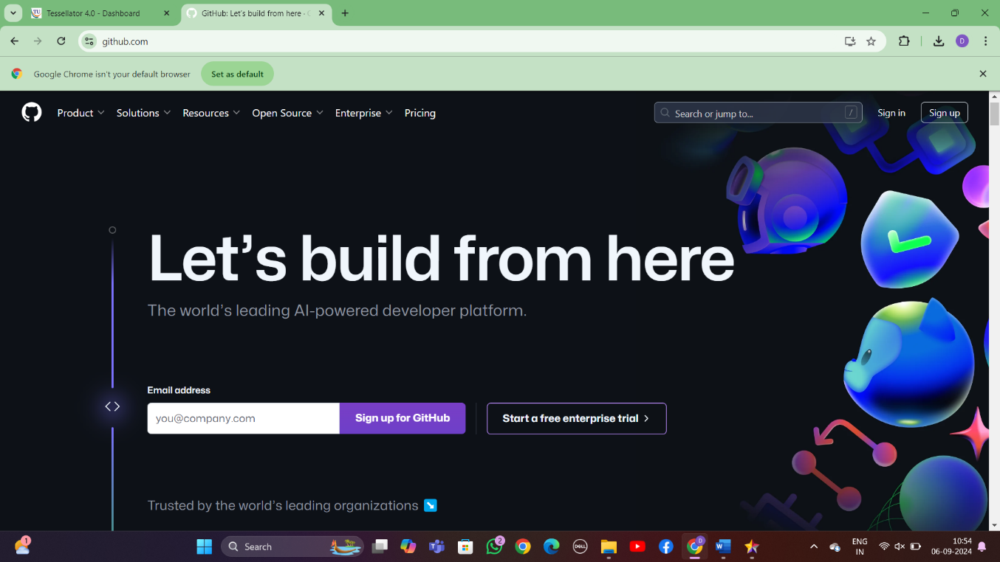 Tessellator 4.0 - Dashboard
GitHub: Let's build from here ·
github.com
D
Google Chrome isn't your default browser
Set as default
Product
Solutions
Resources
Open Source
Enterprise
Pricing
Search or jump to...
/
Sign in
Sign up
Let's build from here
The world's leading AI-powered developer platform.
Email address
you@company.com
Sign up for GitHub
Start a free enterprise trial
Trusted by the world's leading organizations
1
Search
2
DELL
D
W
ENG
IN
10:54
06-09-2024